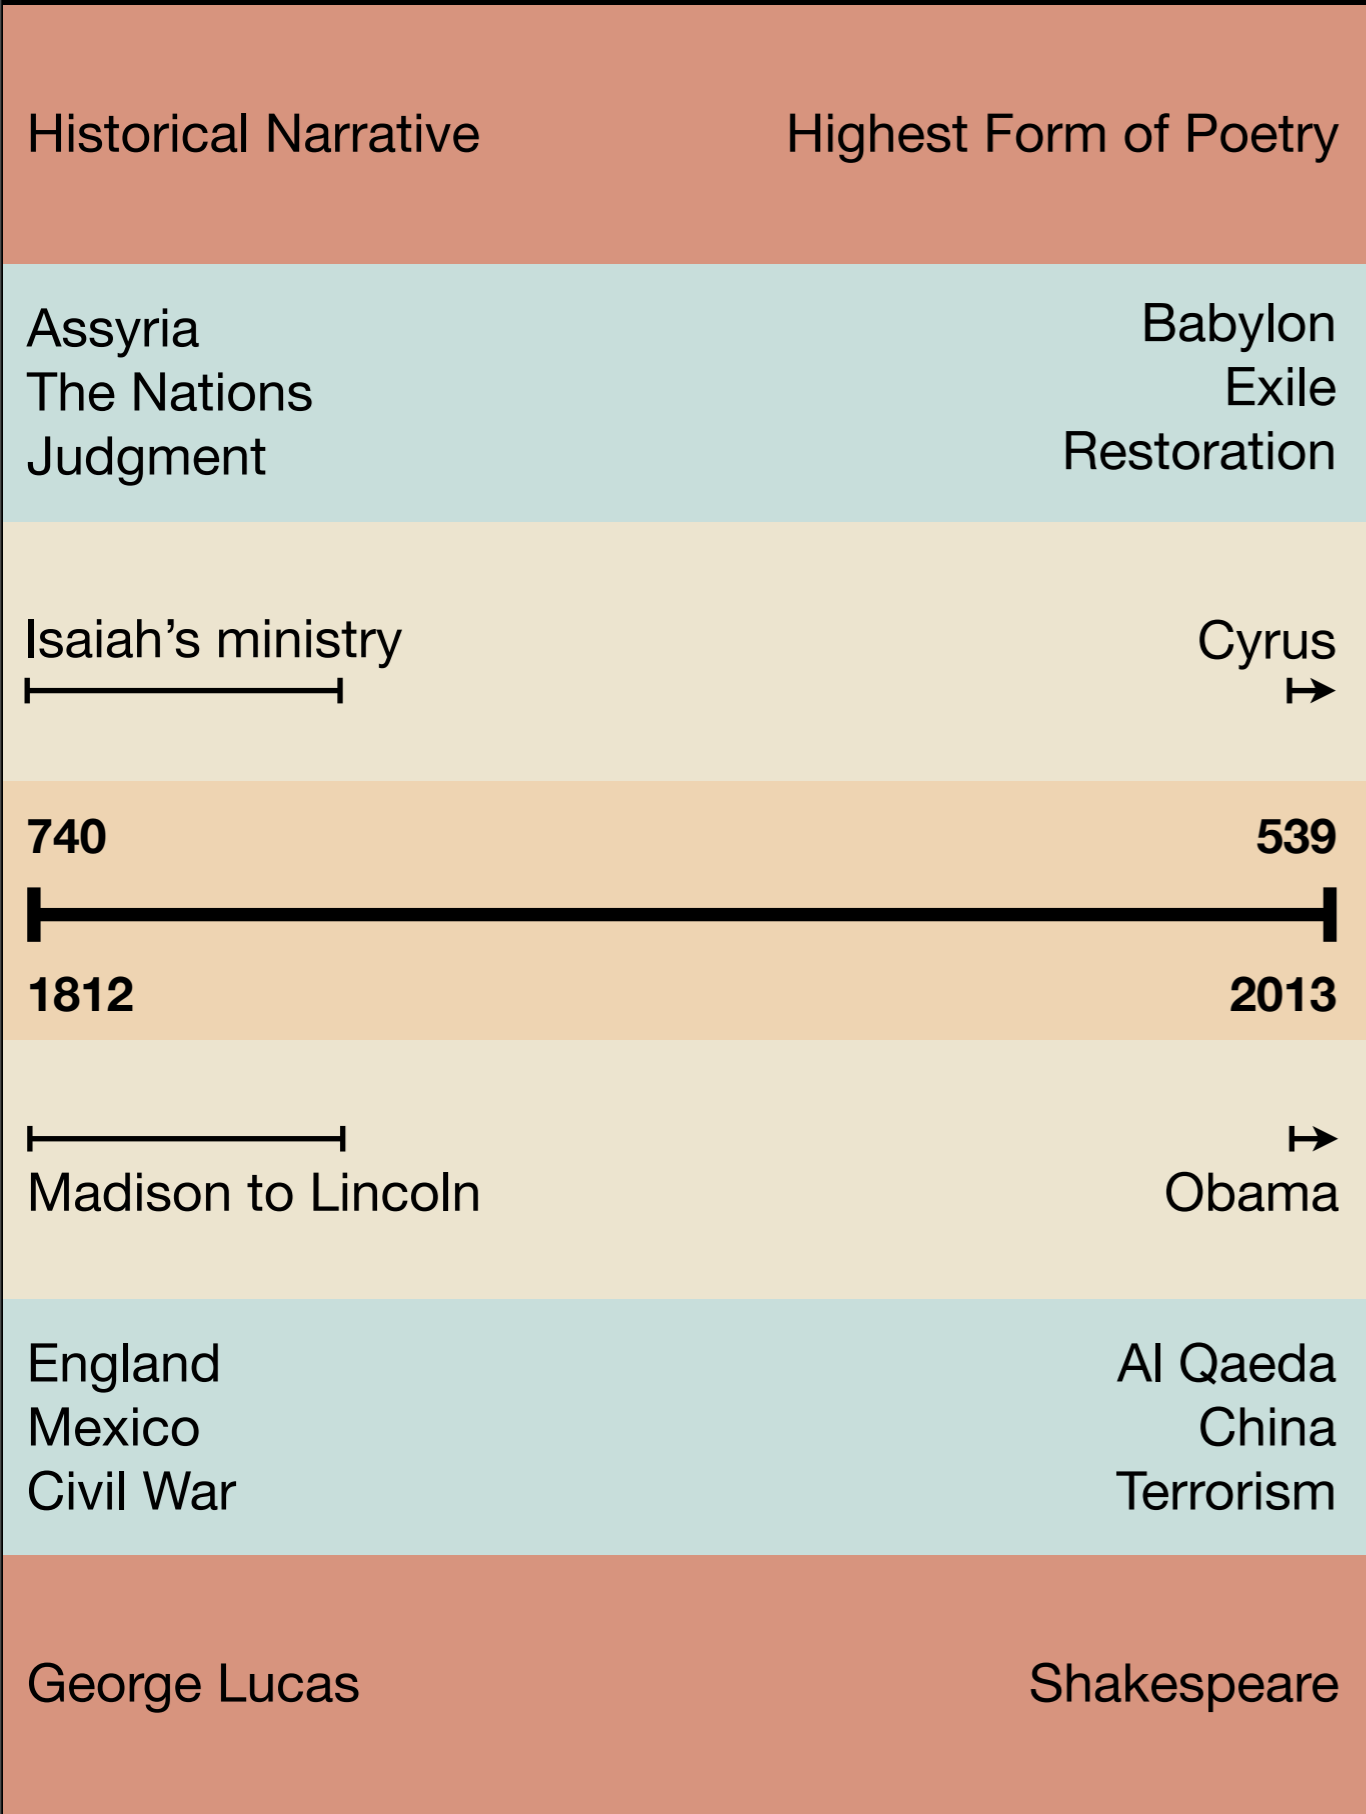 Historical Narrative
Highest Form of Poetry
Assyria
The Nations
Judgment
Babylon
Exile
Restoration
Isaiah’s ministry
Cyrus
740
539
1812
2013
Madison to Lincoln
Obama
England
Mexico
Civil War
Al Qaeda
China
Terrorism
George Lucas
Shakespeare